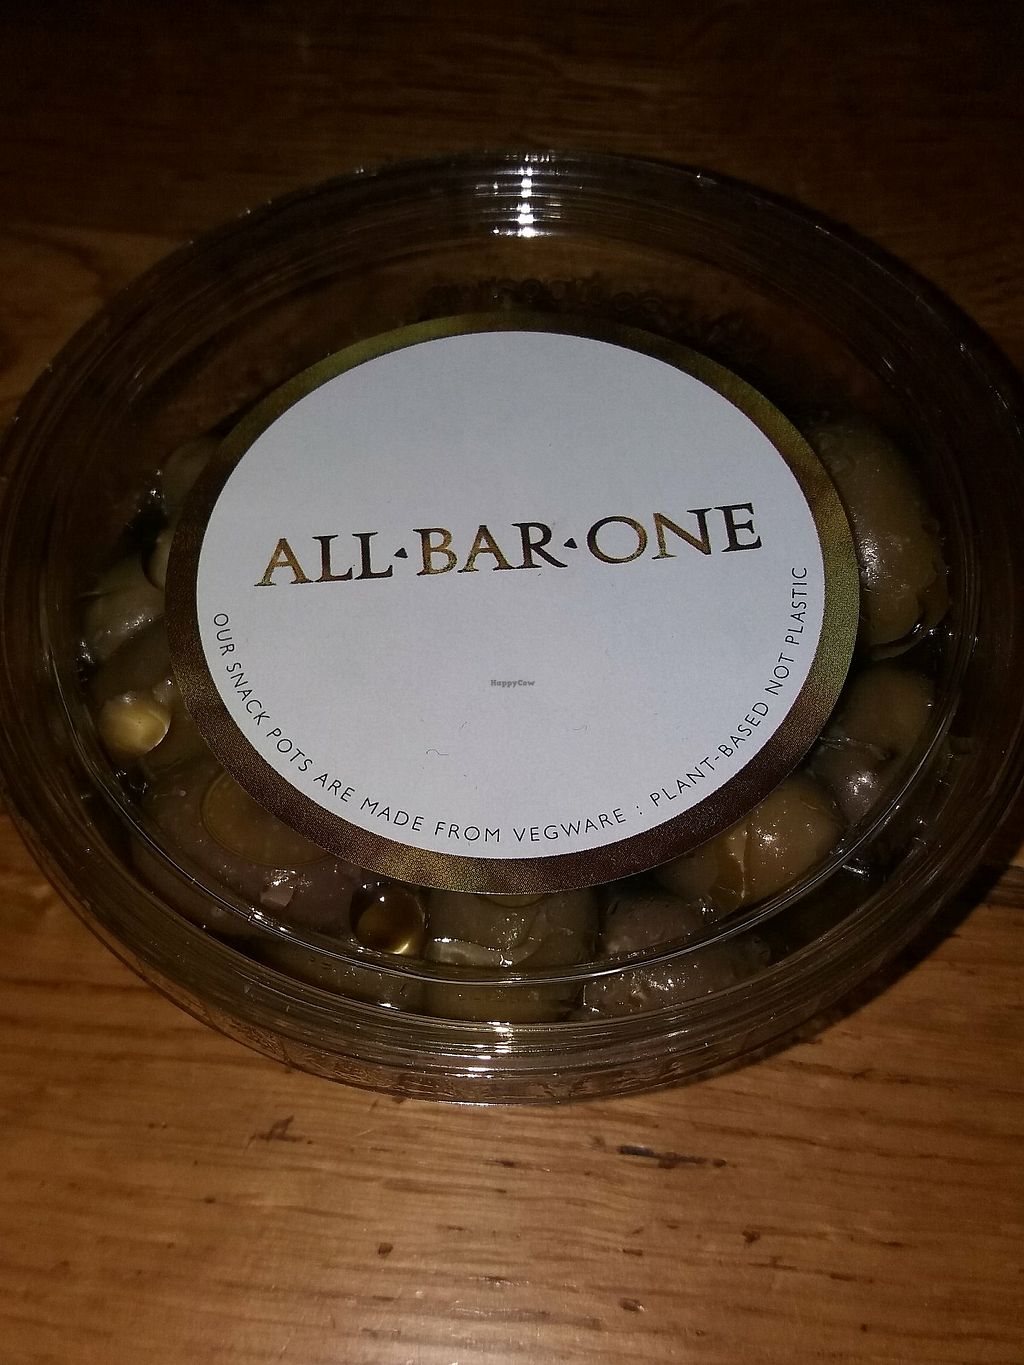 ALL·BAR·ONE
HappyCow
OUR SNACK POTS ARE MADE FROM VEGWARE : PLANT-BASED NOT PLASTIC